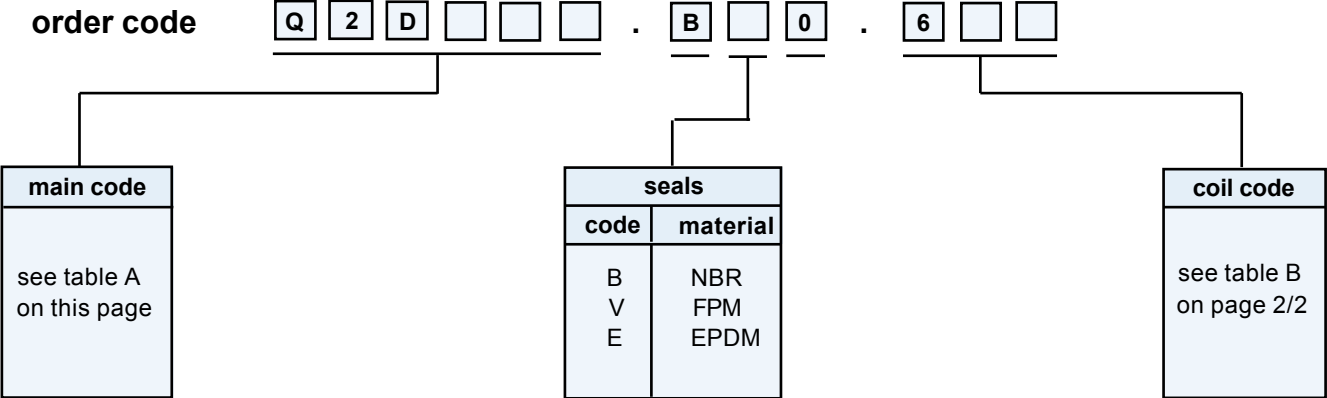 order code Q 2 D . B 0 . 6
main code
see table A
on this page
seals
code material
B NBR
V FPM
E EPDM
coil code
see table B
on page 2/2